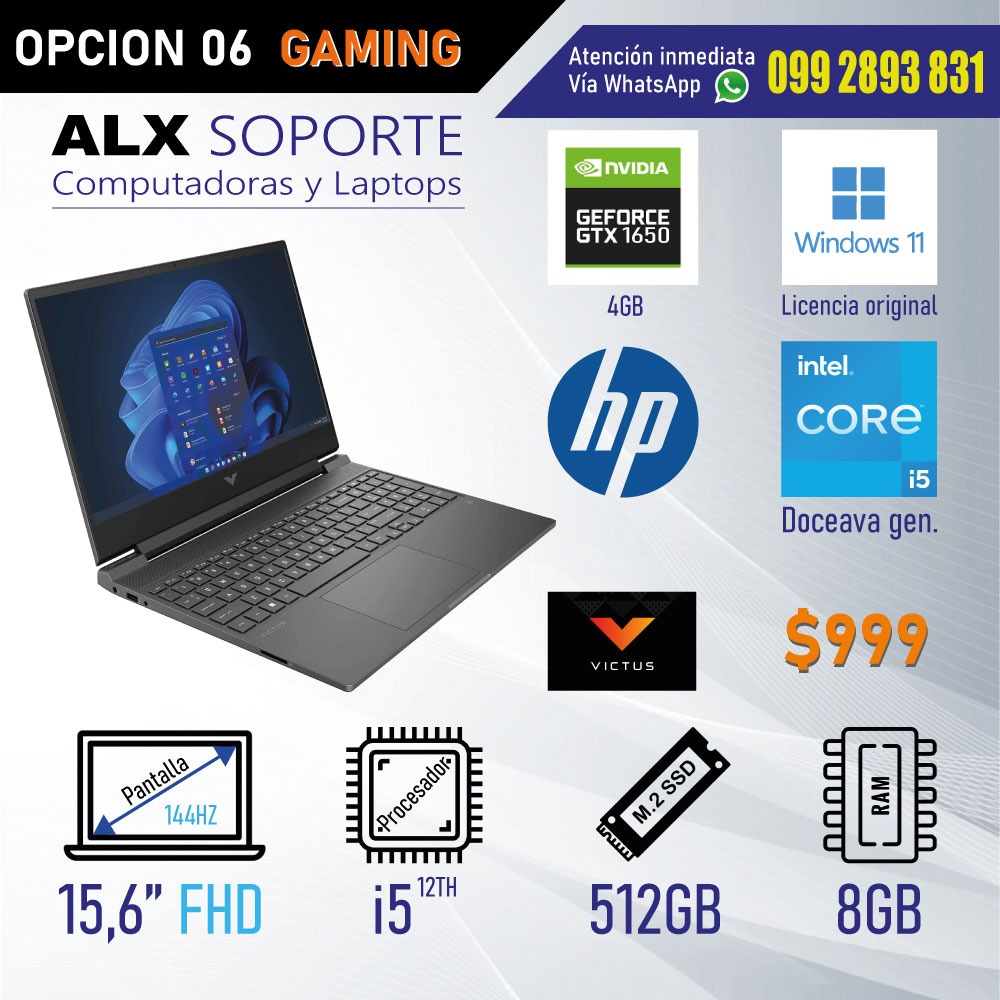 OPCION 06 GAMING
Atención inmediata
Vía WhatsApp
099 2893 831
ALX SOPORTE
Computadoras y Laptops
NVIDIA
GEFORCE
GTX 1650
4GB
Windows 11
Licencia original
hp
intel.
CORE
i5
Doceava gen.
VICTUS
VICTUS
$999
Pantalla
144HZ
15,6” FHD
Procesador
i5 12TH
M.2 SSD
512GB
RAM
8GB